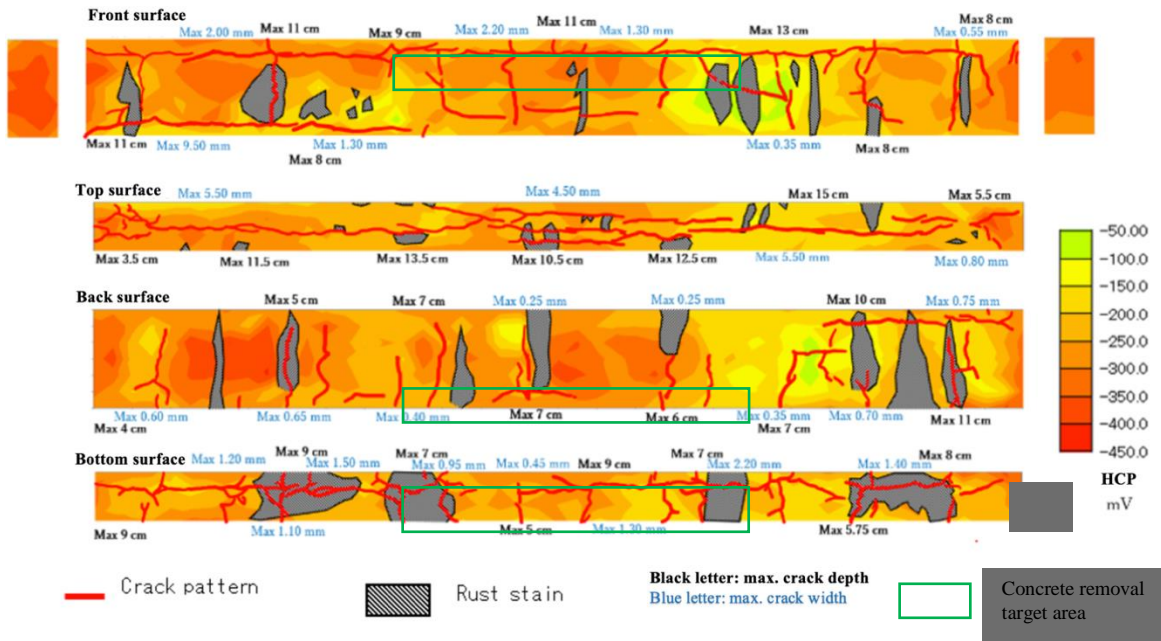 Front surface
Max 2.00 mm Max 11 cm Max 9 cm Max 2.20 mm Max 11 cm Max 1.30 mm Max 13 cm Max 8 cm Max 0.55 mm
Max 11 cm Max 9.50 mm Max 8 cm Max 1.30 mm Max 0.35 mm Max 8 cm
Top surface
Max 5.50 mm Max 4.50 mm Max 15 cm Max 5.5 cm
Max 3.5 cm Max 11.5 cm Max 13.5 cm Max 10.5 cm Max 12.5 cm Max 5.50 mm Max 0.80 mm
Back surface
Max 5 cm Max 7 cm Max 0.25 mm Max 0.25 mm Max 10 cm Max 0.75 mm
Max 0.60 mm Max 0.65 mm Max 0.40 mm Max 7 cm Max 6 cm Max 0.35 mm Max 0.70 mm Max 11 cm
Max 4 cm Max 7 cm
Bottom surface
Max 1.20 mm Max 9 cm Max 1.50 mm Max 7 cm Max 0.95 mm Max 0.45 mm Max 9 cm Max 7 cm Max 2.20 mm Max 1.40 mm Max 8 cm
Max 9 cm Max 1.10 mm Max 5 cm Max 1.30 mm Max 5.75 cm
-50.00
-100.0
-150.0
-200.0
-250.0
-300.0
-350.0
-400.0
-450.0
HCP
mV
Crack pattern
Rust stain
Black letter: max. crack depth
Blue letter: max. crack width
Concrete removal
target area